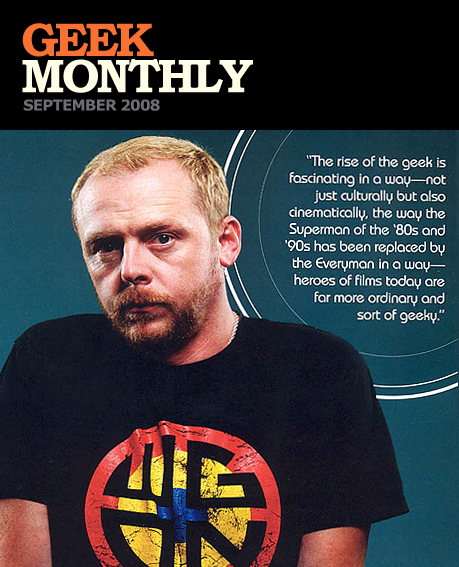 GEEK
MONTHLY
SEPTEMBER 2008
“The rise of the geek is
fascinating in a way—not
just culturally but also
cinematically, the way the
Superman of the ‘80s and
‘90s has been replaced by
the Everyman in a way—
heroes of films today are
far more ordinary and
sort of geeky.”